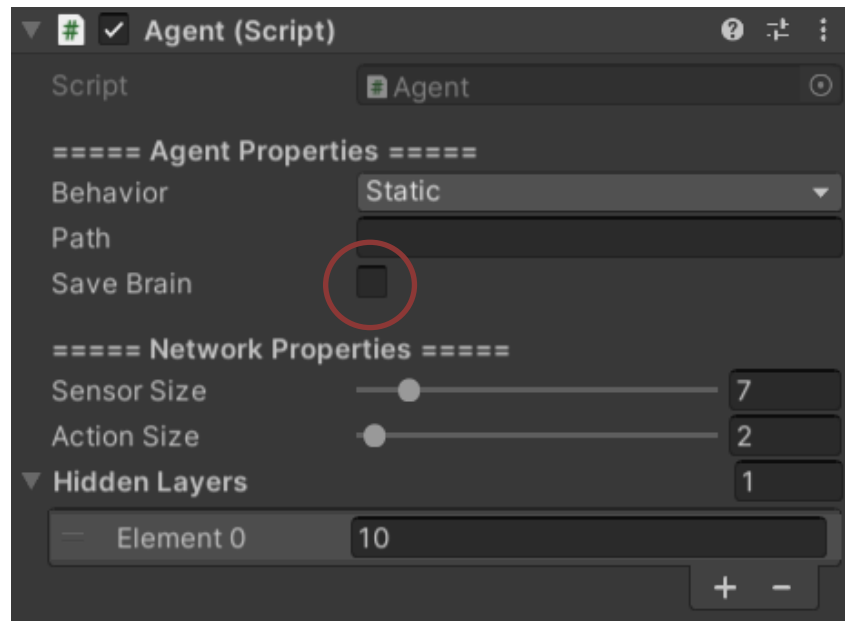 # Agent (Script)
Script # Agent
===== Agent Properties =====
Behavior Static
Path
Save Brain
===== Network Properties =====
Sensor Size 7
Action Size 2
Hidden Layers 1
Element 0 10
+ -